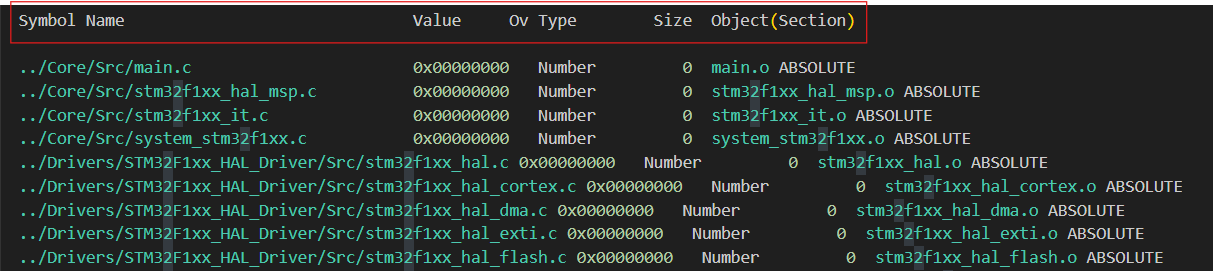 Symbol Name Value Ov Type Size Object(Section)
../Core/Src/main.c 0x00000000 Number 0 main.o ABSOLUTE
../Core/Src/stm32f1xx_hal_msp.c 0x00000000 Number 0 stm32f1xx_hal_msp.o ABSOLUTE
../Core/Src/stm32f1xx_it.c 0x00000000 Number 0 stm32f1xx_it.o ABSOLUTE
../Core/Src/system_stm32f1xx.c 0x00000000 Number 0 system_stm32f1xx.o ABSOLUTE
../Drivers/STM32F1xx_HAL_Driver/Src/stm32f1xx_hal.c 0x00000000 Number 0 stm32f1xx_hal.o ABSOLUTE
../Drivers/STM32F1xx_HAL_Driver/Src/stm32f1xx_hal_cortex.c 0x00000000 Number 0 stm32f1xx_hal_cortex.o ABSOLUTE
../Drivers/STM32F1xx_HAL_Driver/Src/stm32f1xx_hal_dma.c 0x00000000 Number 0 stm32f1xx_hal_dma.o ABSOLUTE
../Drivers/STM32F1xx_HAL_Driver/Src/stm32f1xx_hal_exti.c 0x00000000 Number 0 stm32f1xx_hal_exti.o ABSOLUTE
../Drivers/STM32F1xx_HAL_Driver/Src/stm32f1xx_hal_flash.c 0x00000000 Number 0 stm32f1xx_hal_flash.o ABSOLUTE